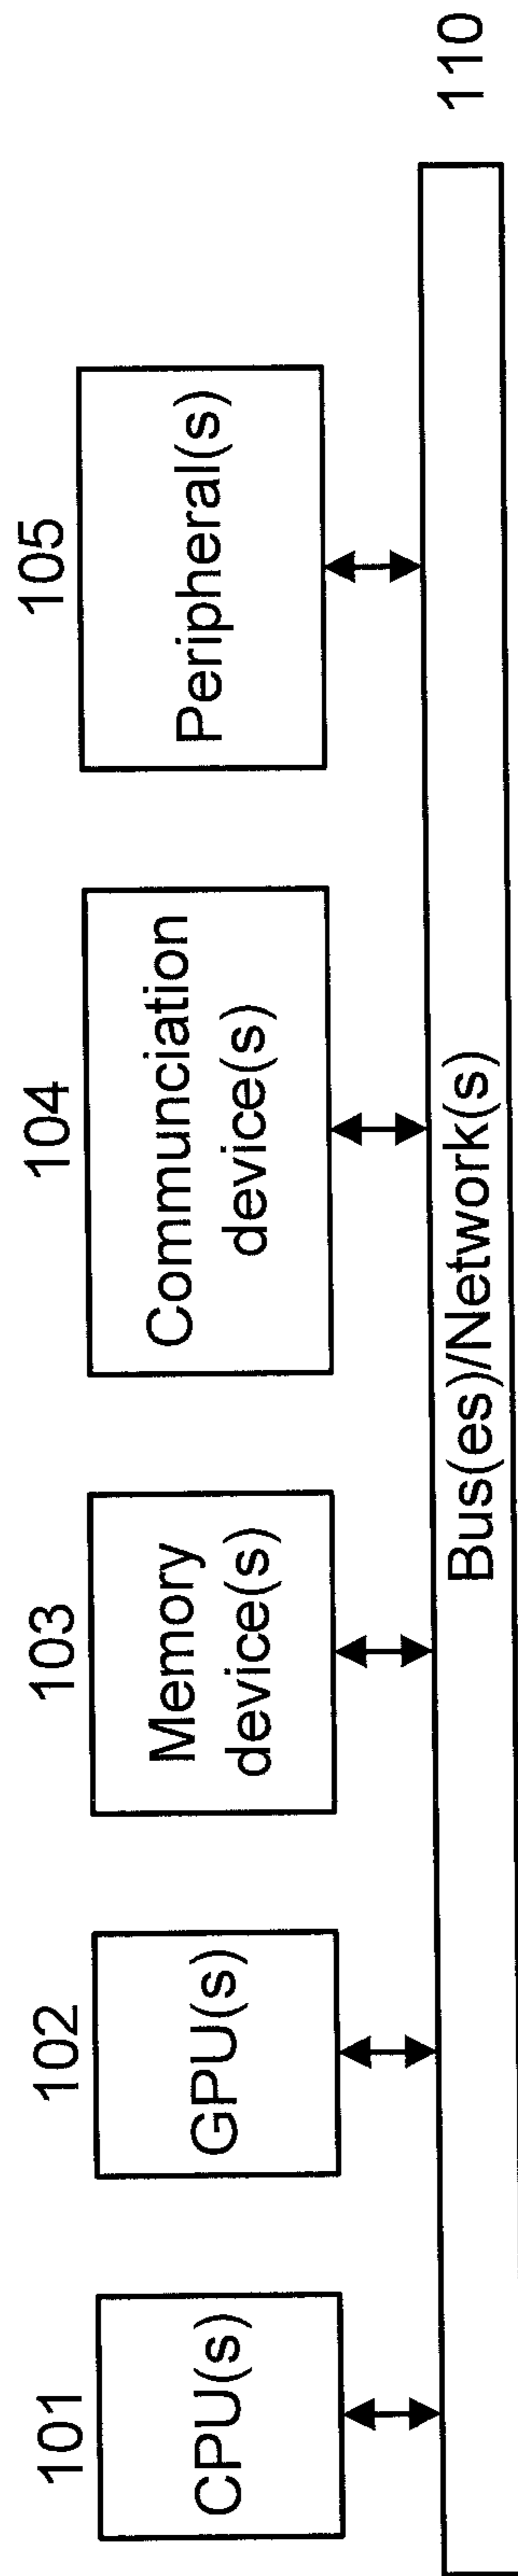 101
CPU(s)
102
GPU(s)
103
Memory
device(s)
104
Communciation
device(s)
105
Peripheral(s)
Bus(es)/Network(s)
110